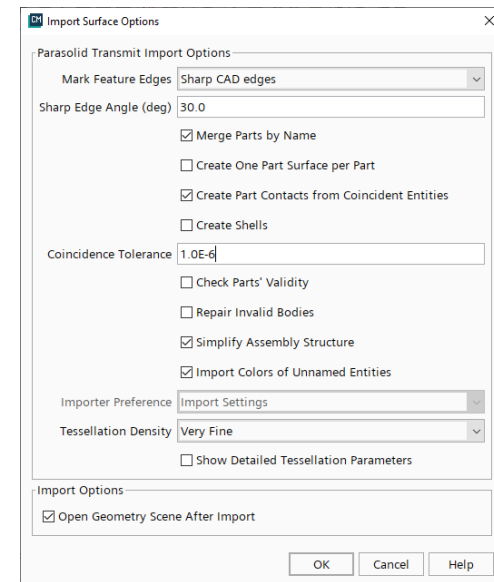 CM Import Surface Options
Parasolid Transmit Import Options
Mark Feature Edges Sharp CAD edges
Sharp Edge Angle (deg) 30.0
Merge Parts by Name
Create One Part Surface per Part
Create Part Contacts from Coincident Entities
Create Shells
Coincidence Tolerance 1.0E-6
Check Parts' Validity
Repair Invalid Bodies
Simplify Assembly Structure
Import Colors of Unnamed Entities
Importer Preference Import Settings
Tessellation Density Very Fine
Show Detailed Tessellation Parameters
Import Options
Open Geometry Scene After Import
OK Cancel Help